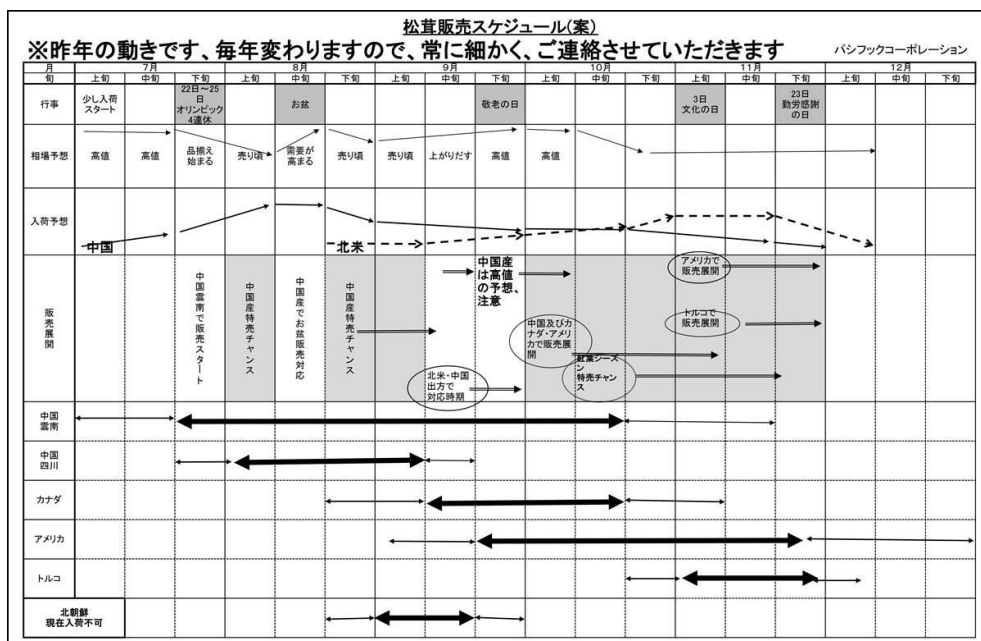 松茸販売スケジュール(案)
※昨年の動きです、毎年変わりますので、常に細かく、ご連絡させていただきます
パシフックコーポレーション
月 7月 8月 9月 10月 11月 12月
旬 上旬 中旬 下旬 上旬 中旬 下旬 上旬 中旬 下旬 上旬 中旬 下旬 上旬 中旬 下旬 上旬 中旬 下旬
行事
少し入荷
スタート
22日～25
日
オリンピック
4連休
お盆
敬老の日
3日
文化の日
23日
勤労感謝
の日
相場予想
高値
高値
品揃え
始まる
売り頃
需要が
高まる
売り頃
売り頃
上がりだす
高値
高値
入荷予想
中国
北米
販売展開
中国雲南で販売スタート
中国産特売チャンス
中国産でお盆販売対応
中国産特売チャンス
北米・中国
出方で
対応時期
中国産
は高値
の予想、
注意
中国及びカ
ナダ・アメリ
カで販売展
開
紅葉シーズ
ン
特売チャン
ス
アメリカで
販売展開
トルコで
販売展開
中国
雲南
中国
四川
カナダ
アメリカ
トルコ
北朝鮮
現在入荷不可